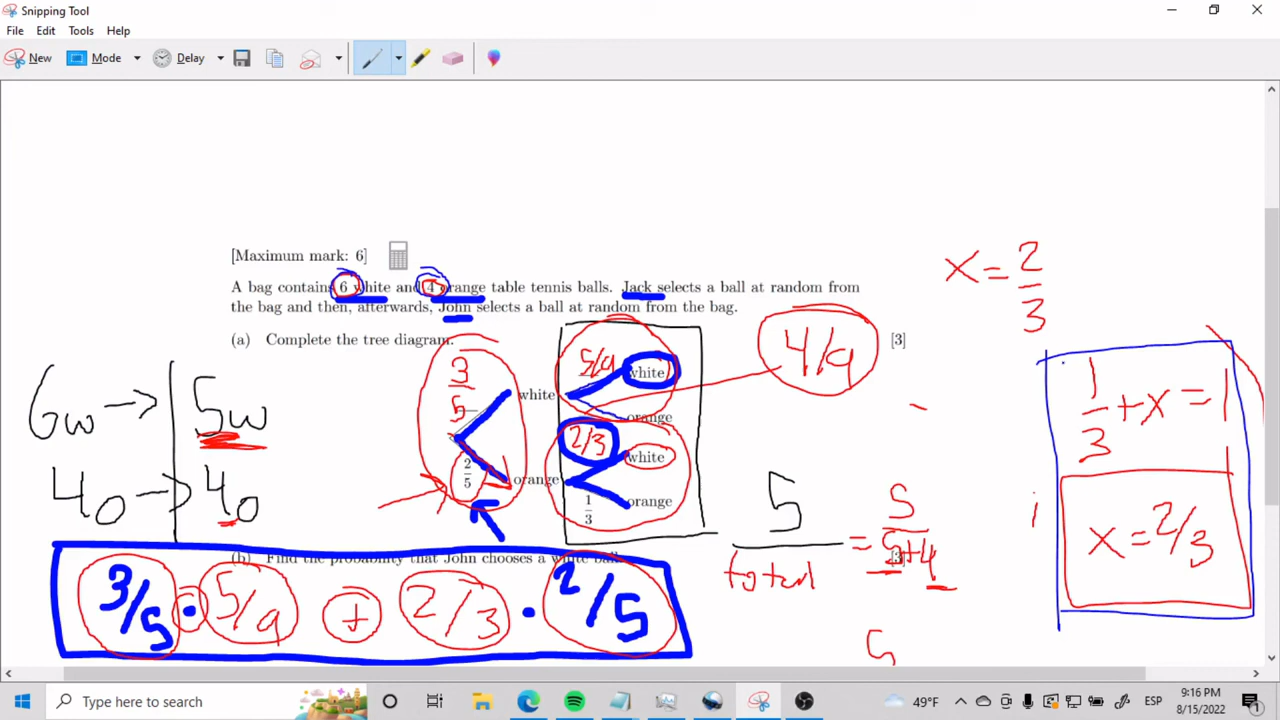 Snipping Tool
File Edit Tools Help
New Mode Delay
[Maximum mark: 6]
A bag contains 6 white and 4 orange table tennis balls. Jack selects a ball at random from
the bag and then, afterwards, John selects a ball at random from the bag.
(a) Complete the tree diagram. [3]
x = 2/3
4/9
3/5
5/9
white
white
orange
2/3
white
2/5
orange
1/3
orange
6w → 5w
4o → 4o
1/3 + x = 1
x = 2/3
5/total = 5/5+4
(b) Find the probability that John chooses a white ball. [3]
3/5 · 5/9 + 2/3 · 2/5
5
Type here to search
49°F
ESP
9:16 PM
8/15/2022
1